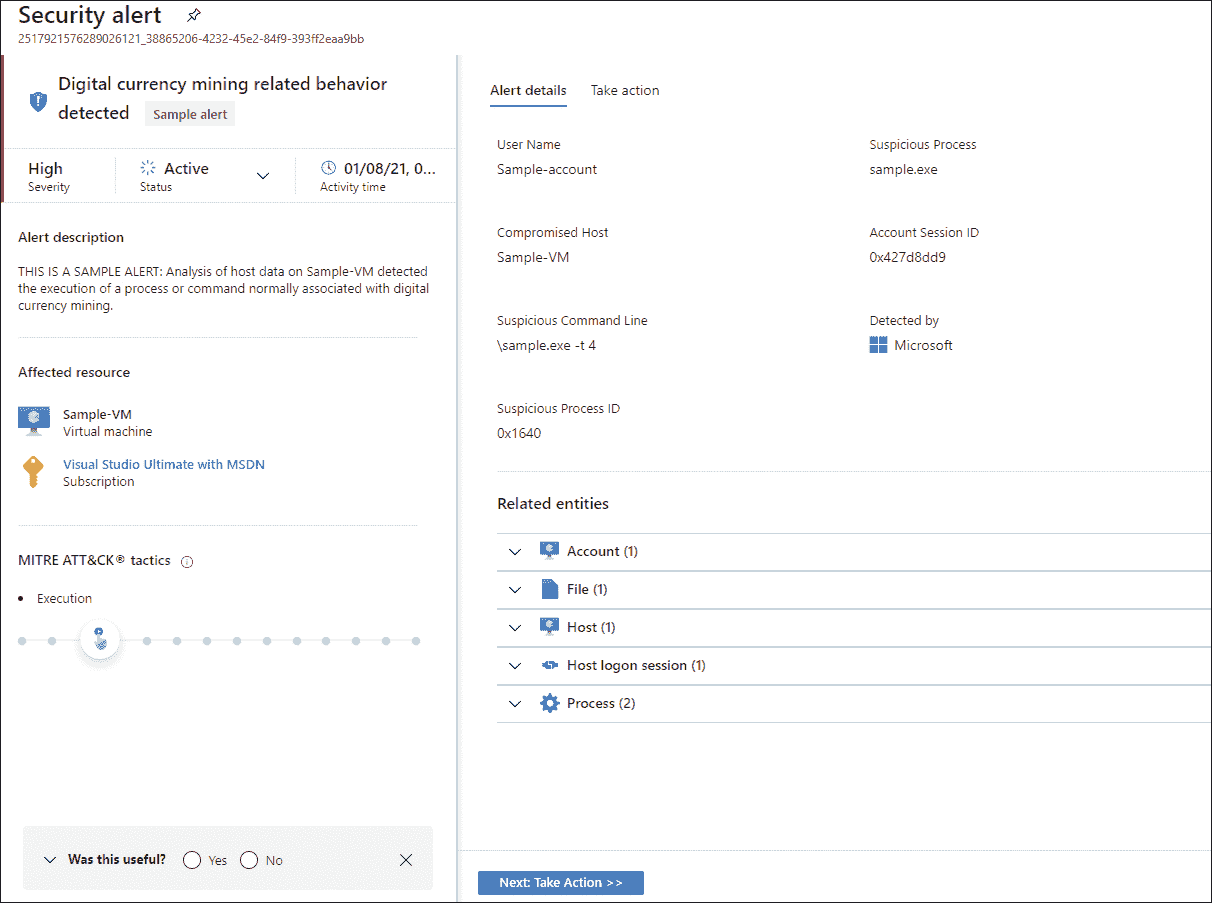 Security alert
2517921576289026121_38865206-4232-45e2-84f9-393ff2eaa9bb
Digital currency mining related behavior
detected
Sample alert
High
Severity
Active
Status
01/08/21, 0...
Activity time
Alert description
THIS IS A SAMPLE ALERT: Analysis of host data on Sample-VM detected
the execution of a process or command normally associated with digital
currency mining.
Affected resource
Sample-VM
Virtual machine
Visual Studio Ultimate with MSDN
Subscription
MITRE ATT&CK® tactics
Execution
Was this useful?
Yes
No
Alert details
Take action
User Name
Sample-account
Suspicious Process
sample.exe
Compromised Host
Sample-VM
Account Session ID
0x427d8dd9
Suspicious Command Line
\sample.exe -t 4
Detected by
Microsoft
Suspicious Process ID
0x1640
Related entities
Account (1)
File (1)
Host (1)
Host logon session (1)
Process (2)
Next: Take Action >>